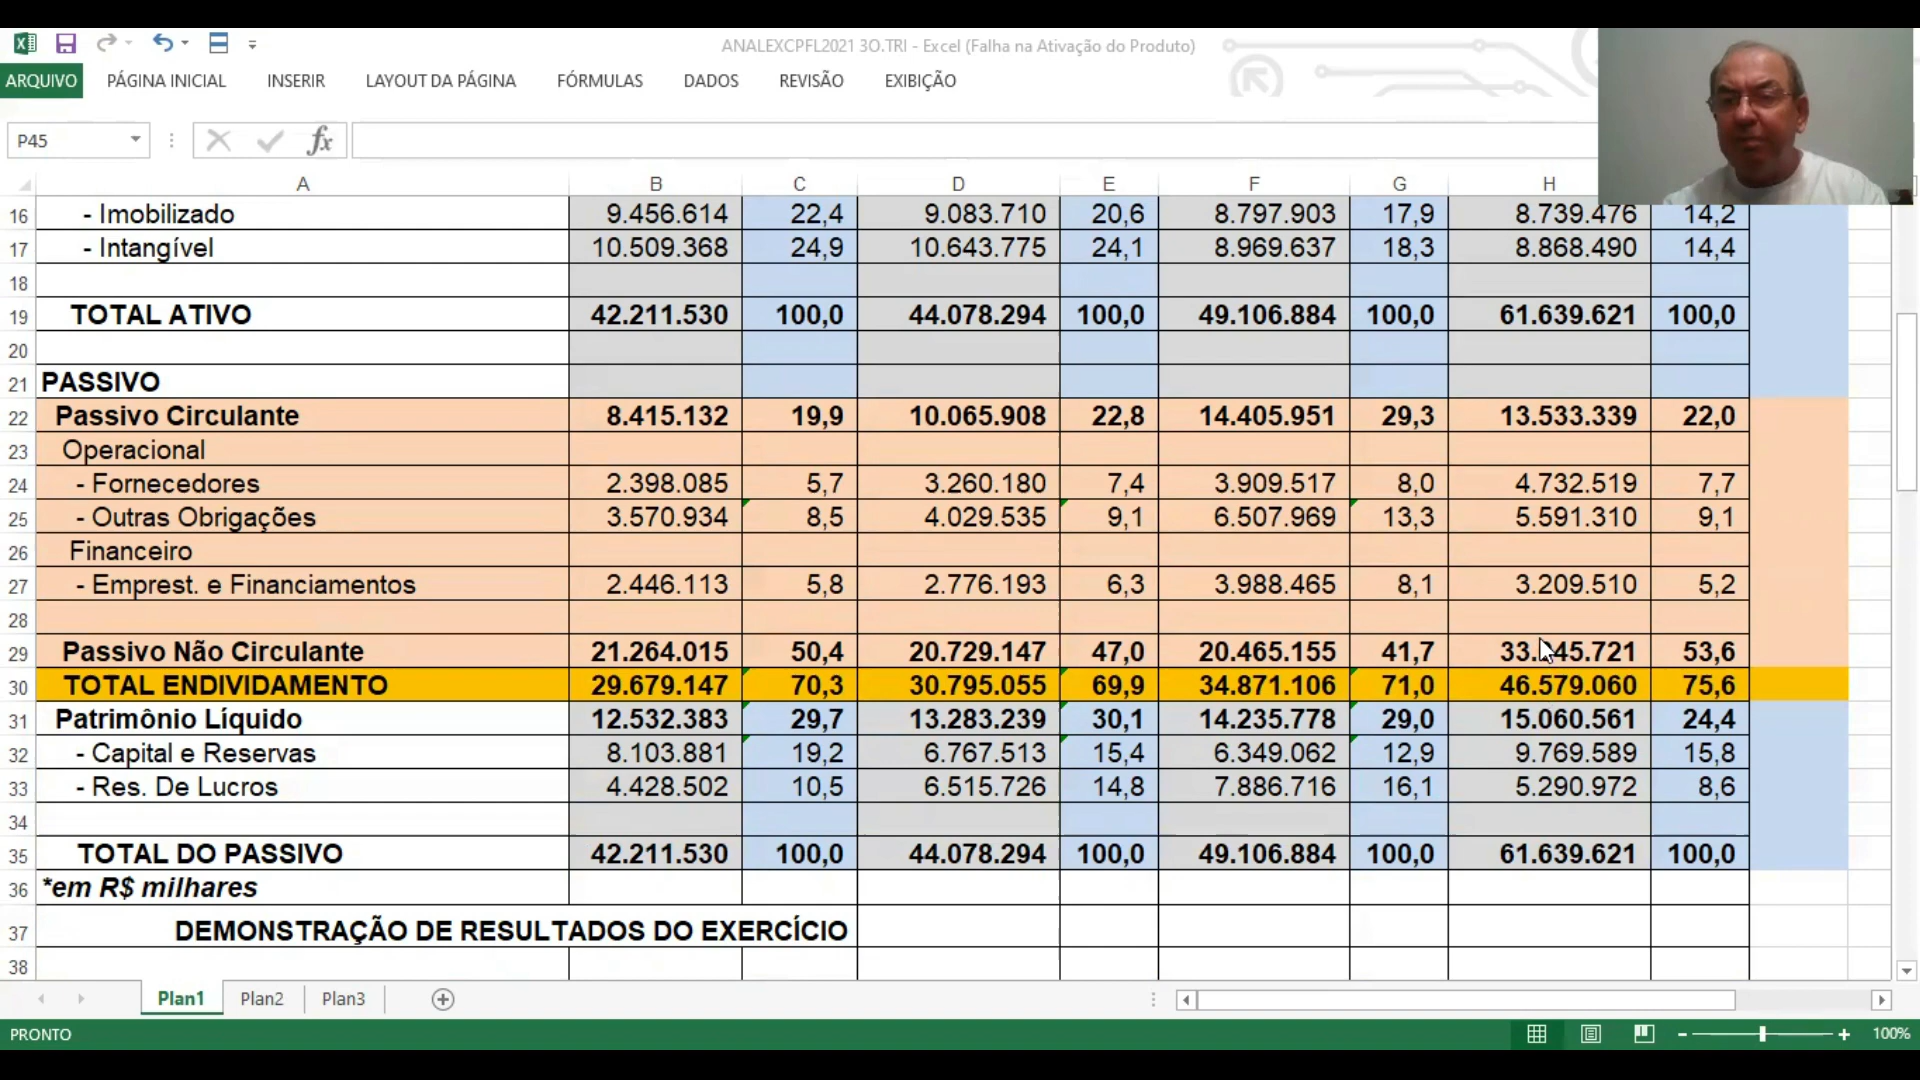 ANALEXCPFL2021 3O.TRI - Excel (Falha na Ativação do Produto)
ARQUIVO PÁGINA INICIAL INSERIR LAYOUT DA PÁGINA FÓRMULAS DADOS REVISÃO EXIBIÇÃO
P45 fx
A B C D E F G H
16 - Imobilizado 9.456.614 22,4 9.083.710 20,6 8.797.903 17,9 8.739.476 14,2
17 - Intangível 10.509.368 24,9 10.643.775 24,1 8.969.637 18,3 8.868.490 14,4
18
19 TOTAL ATIVO 42.211.530 100,0 44.078.294 100,0 49.106.884 100,0 61.639.621 100,0
20
21 PASSIVO
22 Passivo Circulante 8.415.132 19,9 10.065.908 22,8 14.405.951 29,3 13.533.339 22,0
23 Operacional
24 - Fornecedores 2.398.085 5,7 3.260.180 7,4 3.909.517 8,0 4.732.519 7,7
25 - Outras Obrigações 3.570.934 8,5 4.029.535 9,1 6.507.969 13,3 5.591.310 9,1
26 Financeiro
27 - Emprest. e Financiamentos 2.446.113 5,8 2.776.193 6,3 3.988.465 8,1 3.209.510 5,2
28
29 Passivo Não Circulante 21.264.015 50,4 20.729.147 47,0 20.465.155 41,7 53,6
30 TOTAL ENDIVIDAMENTO 29.679.147 70,3 30.795.055 69,9 34.871.106 71,0 46.579.060 75,6
31 Patrimônio Líquido 12.532.383 29,7 13.283.239 30,1 14.235.778 29,0 15.060.561 24,4
32 - Capital e Reservas 8.103.881 19,2 6.767.513 15,4 6.349.062 12,9 9.769.589 15,8
33 - Res. De Lucros 4.428.502 10,5 6.515.726 14,8 7.886.716 16,1 5.290.972 8,6
34
35 TOTAL DO PASSIVO 42.211.530 100,0 44.078.294 100,0 49.106.884 100,0 61.639.621 100,0
36 *em R$ milhares
37 DEMONSTRAÇÃO DE RESULTADOS DO EXERCÍCIO
38
Plan1 Plan2 Plan3
PRONTO 100%